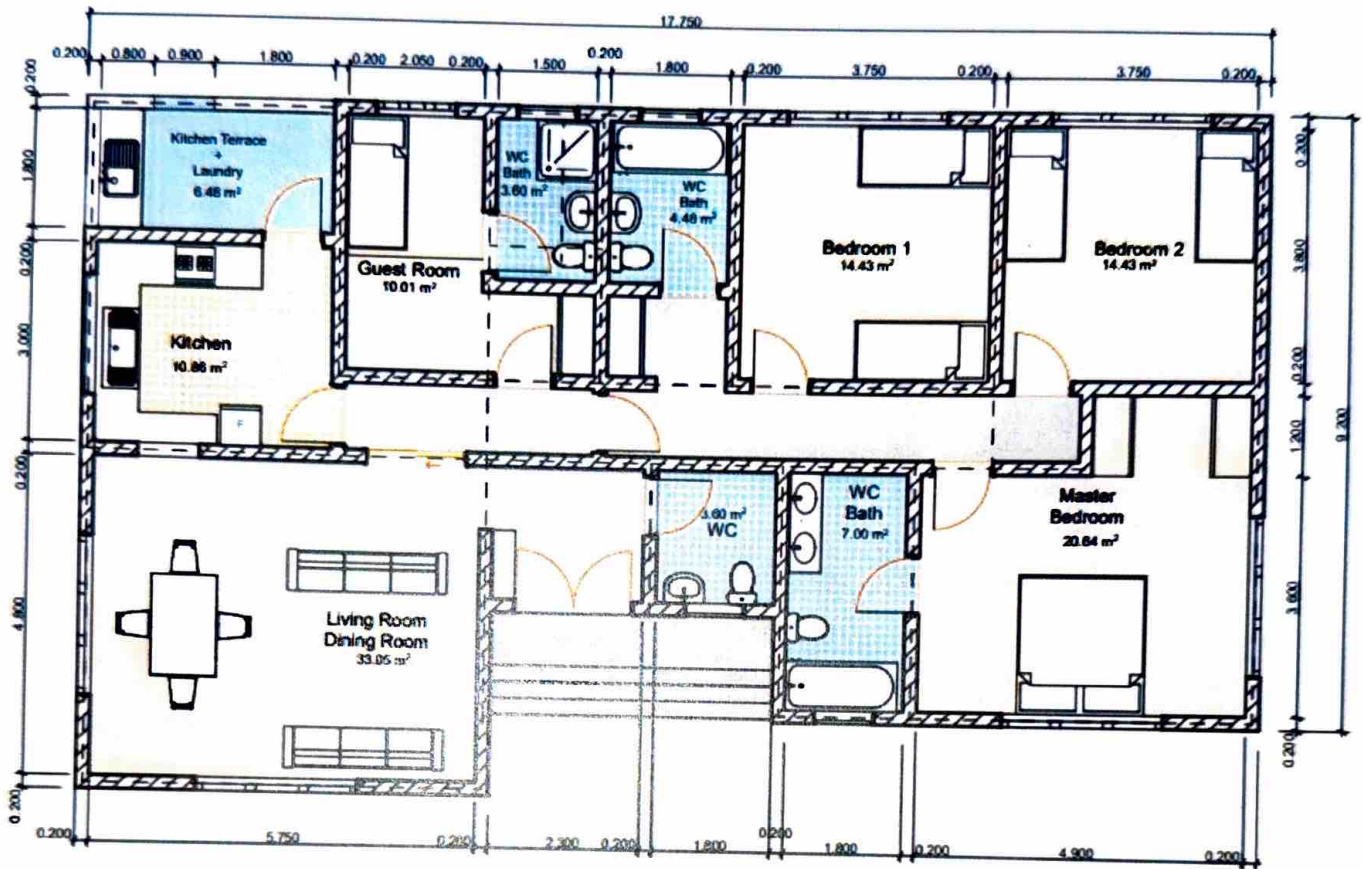 17.750
0.200 0.800 0.900 1.800 0.200 2.050 0.200 1.500 0.200 1.800 0.200 3.750 0.200 3.750 0.200
0.200
1.800
0.200
3.000
0.200
4.800
0.200
Kitchen Terrace
+
Laundry
6.48 m²
Kitchen
10.86 m²
F
Guest Room
10.01 m²
WC
Bath
3.60 m²
WC
Bath
4.46 m²
Bedroom 1
14.43 m²
Bedroom 2
14.43 m²
Living Room
Dining Room
33.05 m²
3.60 m²
WC
WC
Bath
7.00 m²
Master
Bedroom
20.64 m²
0.200
3.800
0.200
1.200
3.600
0.200
9.200
0.200 5.750 0.200 2.300 0.200 1.800 0.200 1.800 0.200 4.900 0.200